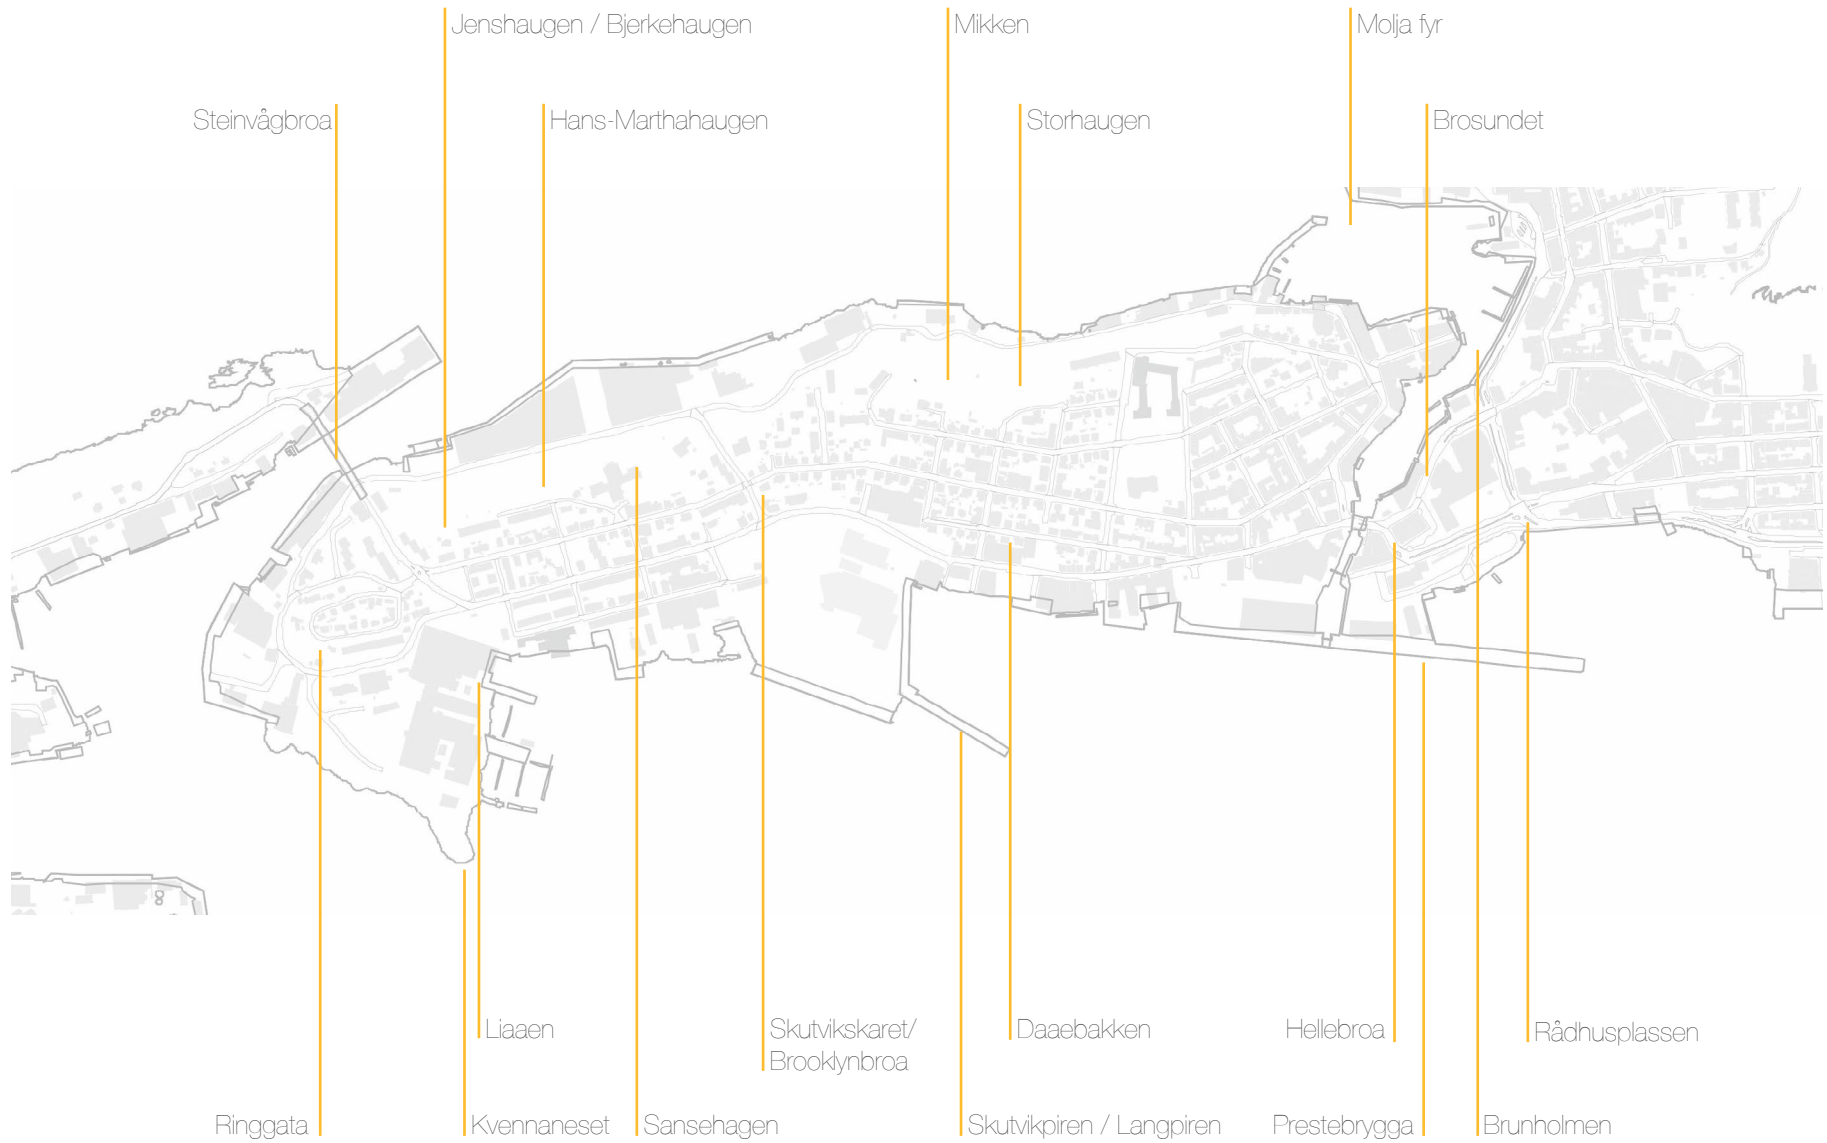 Jenshaugen / Bjerkehaugen
Mikken
Molja fyr
Steinvågbroa
Hans-Marthahaugen
Storhaugen
Brosundet
Liaaen
Skutvikskaret/
Brooklynbroa
Daaebakken
Hellebroa
Rådhusplassen
Ringgata
Kvennaneset
Sansehagen
Skutvikpiren / Langpiren
Prestebrygga
Brunholmen